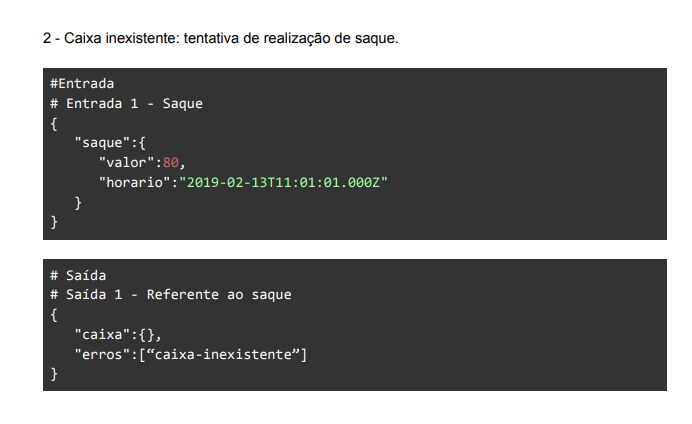 2 - Caixa inexistente: tentativa de realização de saque.
#Entrada
# Entrada 1 - Saque
{
   "saque":{
      "valor":80,
      "horario":"2019-02-13T11:01:01.000Z"
   }
}
# Saída
# Saída 1 - Referente ao saque
{
   "caixa":{},
   "erros":[“caixa-inexistente”]
}